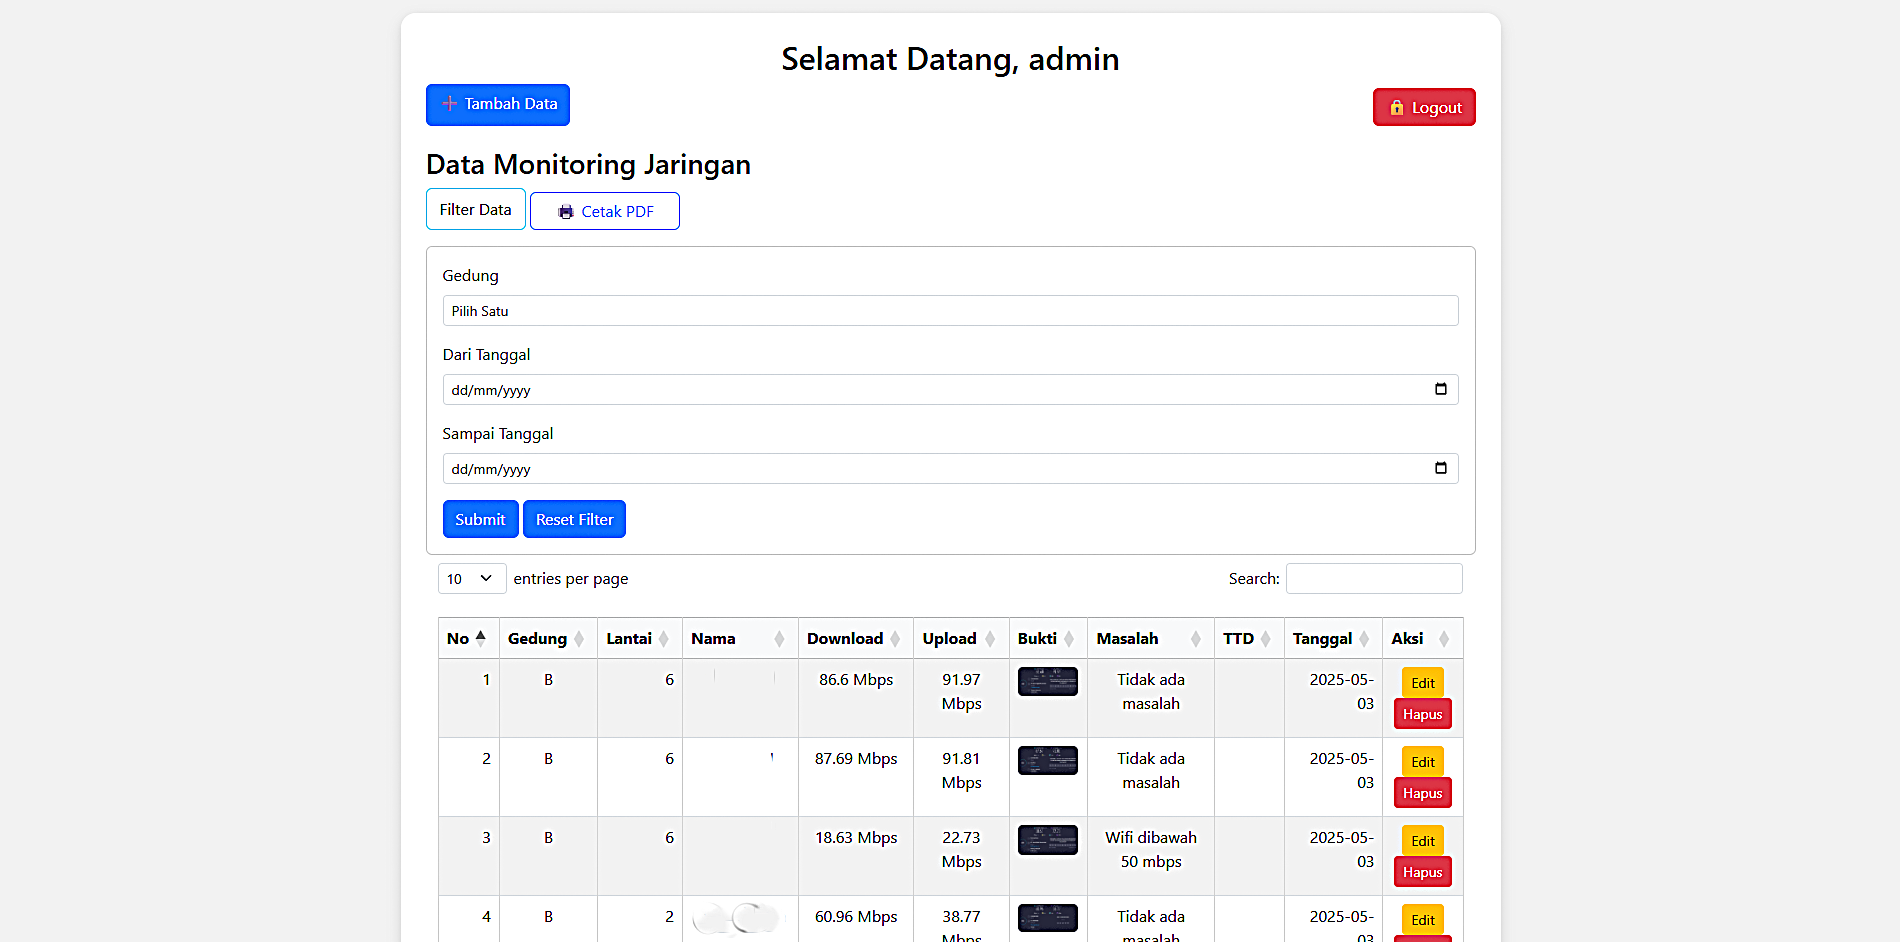 Selamat Datang, admin
Tambah Data
Logout
Data Monitoring Jaringan
Filter Data
Cetak PDF
Gedung
Pilih Satu
Dari Tanggal
dd/mm/yyyy
Sampai Tanggal
dd/mm/yyyy
Submit Reset Filter
10 entries per page Search:
No Gedung Lantai Nama Download Upload Bukti Masalah TTD Tanggal Aksi
1 B 6 86.6 Mbps 91.97 Tidak ada 2025-05- Edit
Mbps masalah 03 Hapus
2 B 6 87.69 Mbps 91.81 Tidak ada 2025-05- Edit
Mbps masalah 03 Hapus
3 B 6 18.63 Mbps 22.73 Wifi dibawah 2025-05- Edit
Mbps 50 mbps 03 Hapus
4 B 2 60.96 Mbps 38.77 Tidak ada 2025-05- Edit
Mbps masalah 03